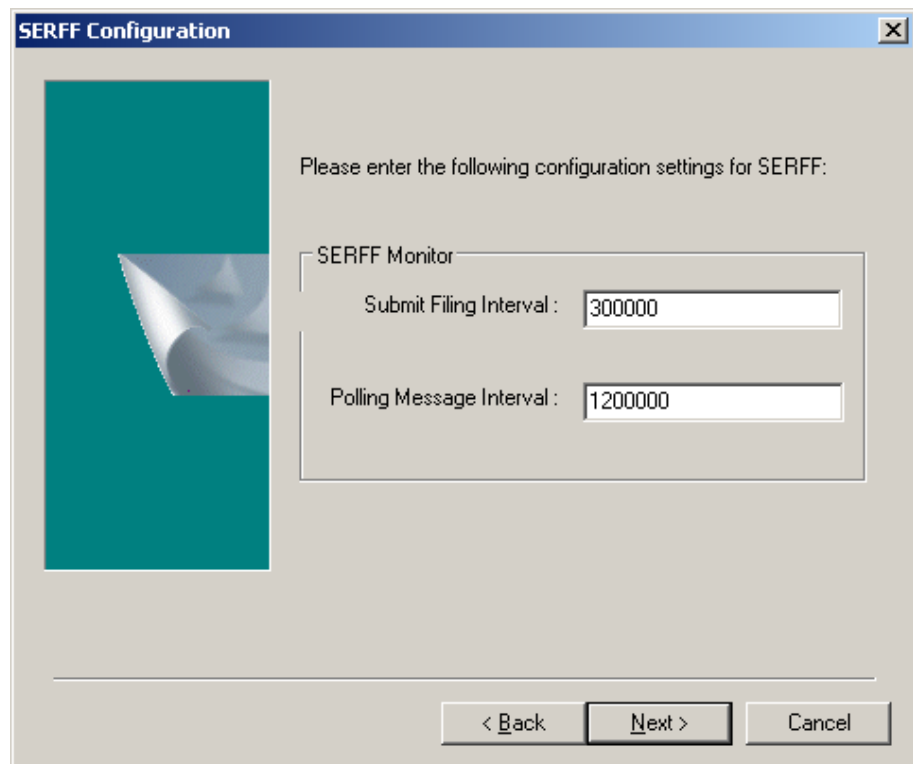 SERFF Configuration
Please enter the following configuration settings for SERFF:
SERFF Monitor
Submit Filing Interval : 300000
Polling Message Interval : 1200000
< Back Next > Cancel